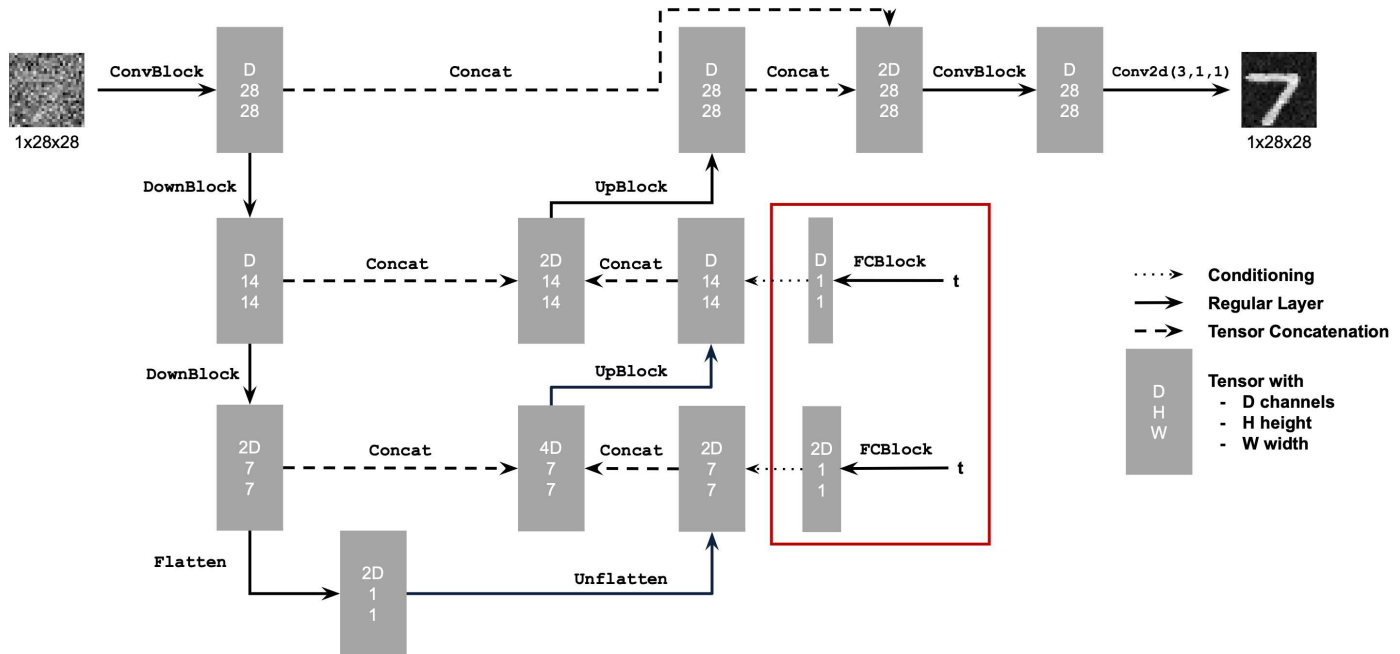 ConvBlock
D
28
28
Concat
D
28
28
Concat
2D
28
28
ConvBlock
D
28
28
Conv2d(3,1,1)
1x28x28
1x28x28
DownBlock
UpBlock
D
14
14
Concat
2D
14
14
Concat
D
14
14
D
1
1
FCBlock
t
Conditioning
Regular Layer
Tensor Concatenation
DownBlock
UpBlock
D
H
W
Tensor with
- D channels
- H height
- W width
2D
7
7
Concat
4D
7
7
Concat
2D
7
7
2D
1
1
FCBlock
t
Flatten
2D
1
1
Unflatten